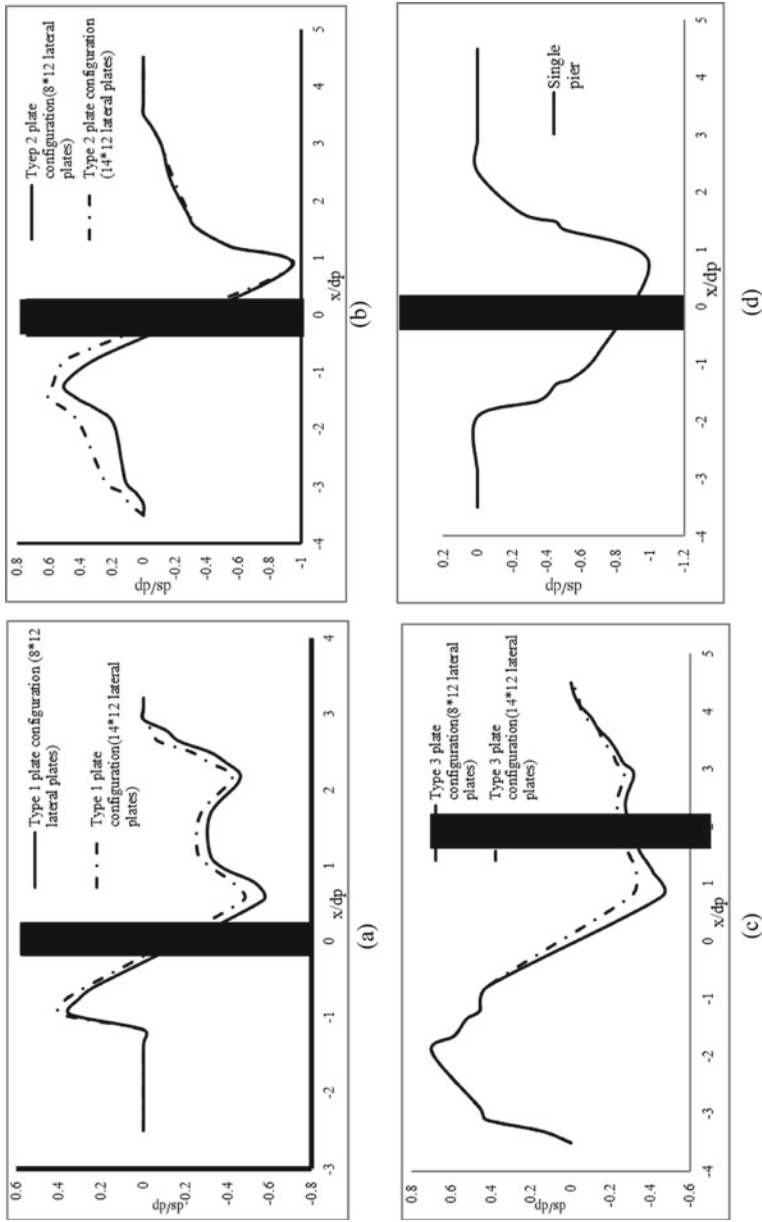 0.6
0.4
0.2
0
-0.2
-0.4
-0.6
-0.8
ds/dp
-3
-2
-1
0
1
2
3
4
x/dp
Type 1 plate configuration (8*12
lateral plates)
Type 1 plate
configuration(14*12 lateral
plates)
(a)
0.8
0.6
0.4
0.2
0
-0.2
-0.4
-0.6
-0.8
-1
ds/dp
-4
-3
-2
-1
0
1
2
3
4
5
x/dp
Tyep 2 plate
configuration(8*12 lateral
plates)
Type 2 plate configuration
(14*12 lateral plates)
(b)
0.8
0.6
0.4
0.2
0
-0.2
-0.4
-0.6
ds/dp
-4
-3
-2
-1
0
1
3
4
5
x/dp
Type 3 plate
configuration(8*12 lateral
plates)
Type 3 plate
configuration(14*12 lateral
plates)
(c)
0.2
0
-0.2
-0.4
-0.6
-0.8
-1
-1.2
ds/dp
-4
-3
-2
-1
0
1
2
3
4
5
x/dp
Single
pier
(d)